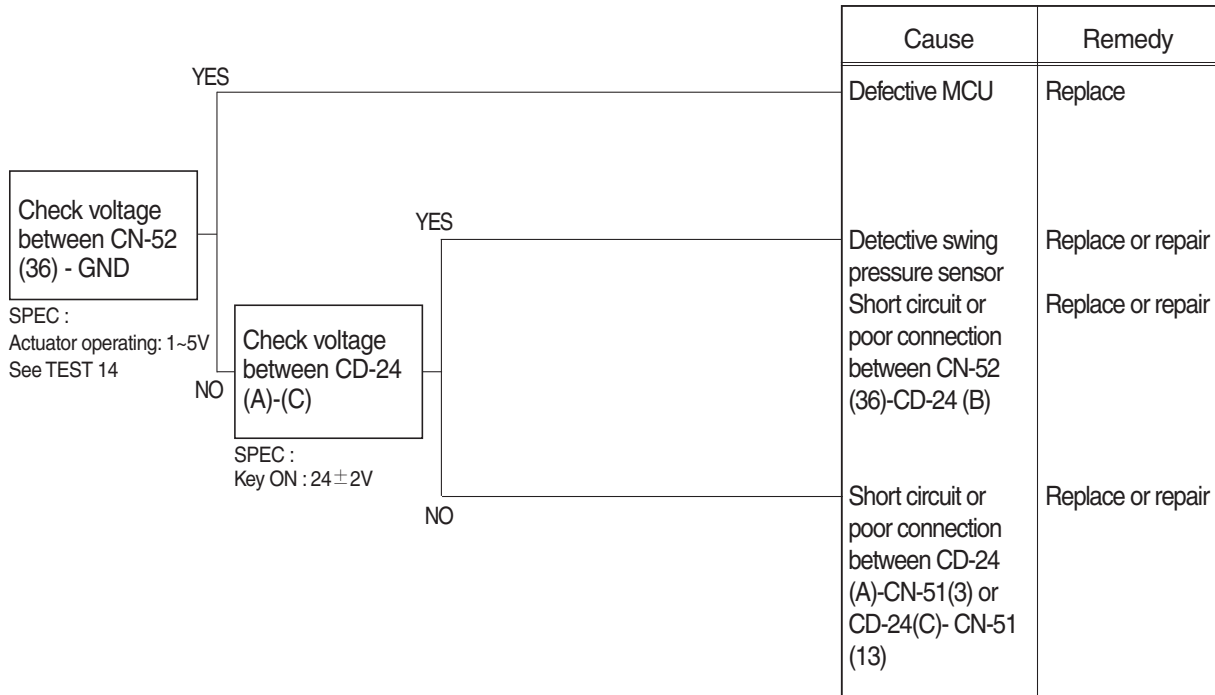 Cause
Remedy
YES
Defective MCU
Replace
Check voltage
between CN-52
(36) - GND
SPEC :
Actuator operating: 1~5V
See TEST 14
NO
YES
Detective swing
pressure sensor
Replace or repair
Short circuit or
poor connection
between CN-52
(36)-CD-24 (B)
Replace or repair
Check voltage
between CD-24
(A)-(C)
SPEC :
Key ON : 24±2V
NO
Short circuit or
poor connection
between CD-24
(A)-CN-51(3) or
CD-24(C)- CN-51
(13)
Replace or repair